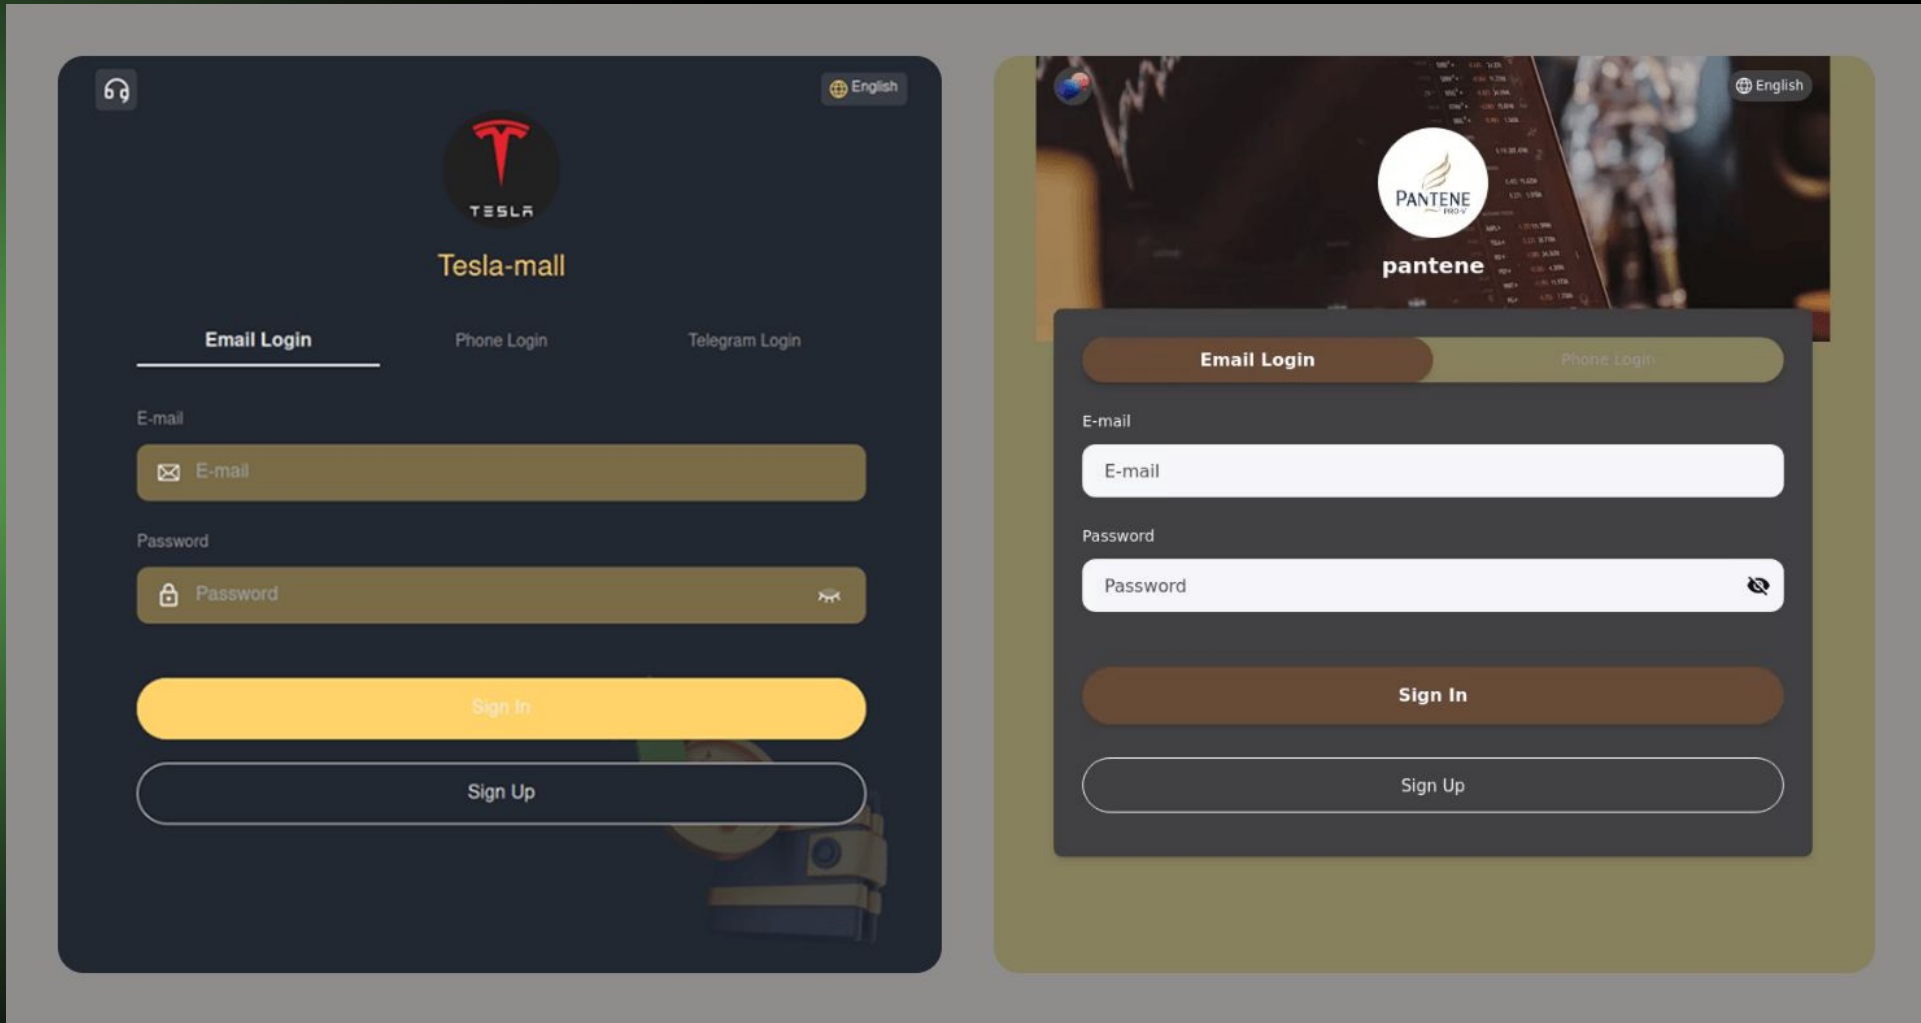 English
TESLA
Tesla-mall
Email Login
Phone Login
Telegram Login
E-mail
E-mail
Password
Password
Sign In
Sign Up
English
PANTENE
PRO-V
pantene
Email Login
Phone Login
E-mail
E-mail
Password
Password
Sign In
Sign Up